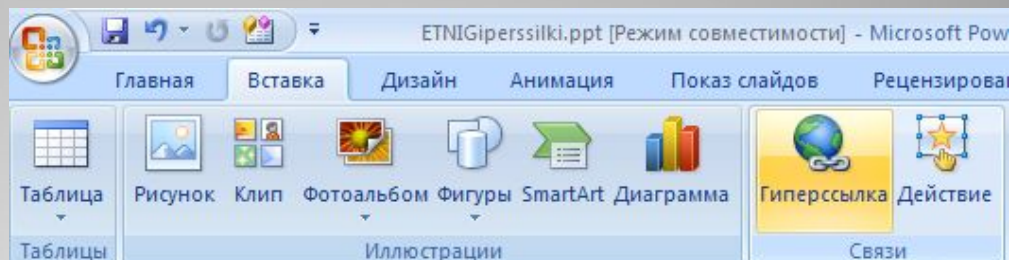 ETNIGiperssilki.ppt [Режим совместимости] - Microsoft Pow
Главная Вставка Дизайн Анимация Показ слайдов Рецензирова
Таблица Рисунок Клип Фотоальбом Фигуры SmartArt Диаграмма Гиперссылка Действие
Таблицы Иллюстрации Связи